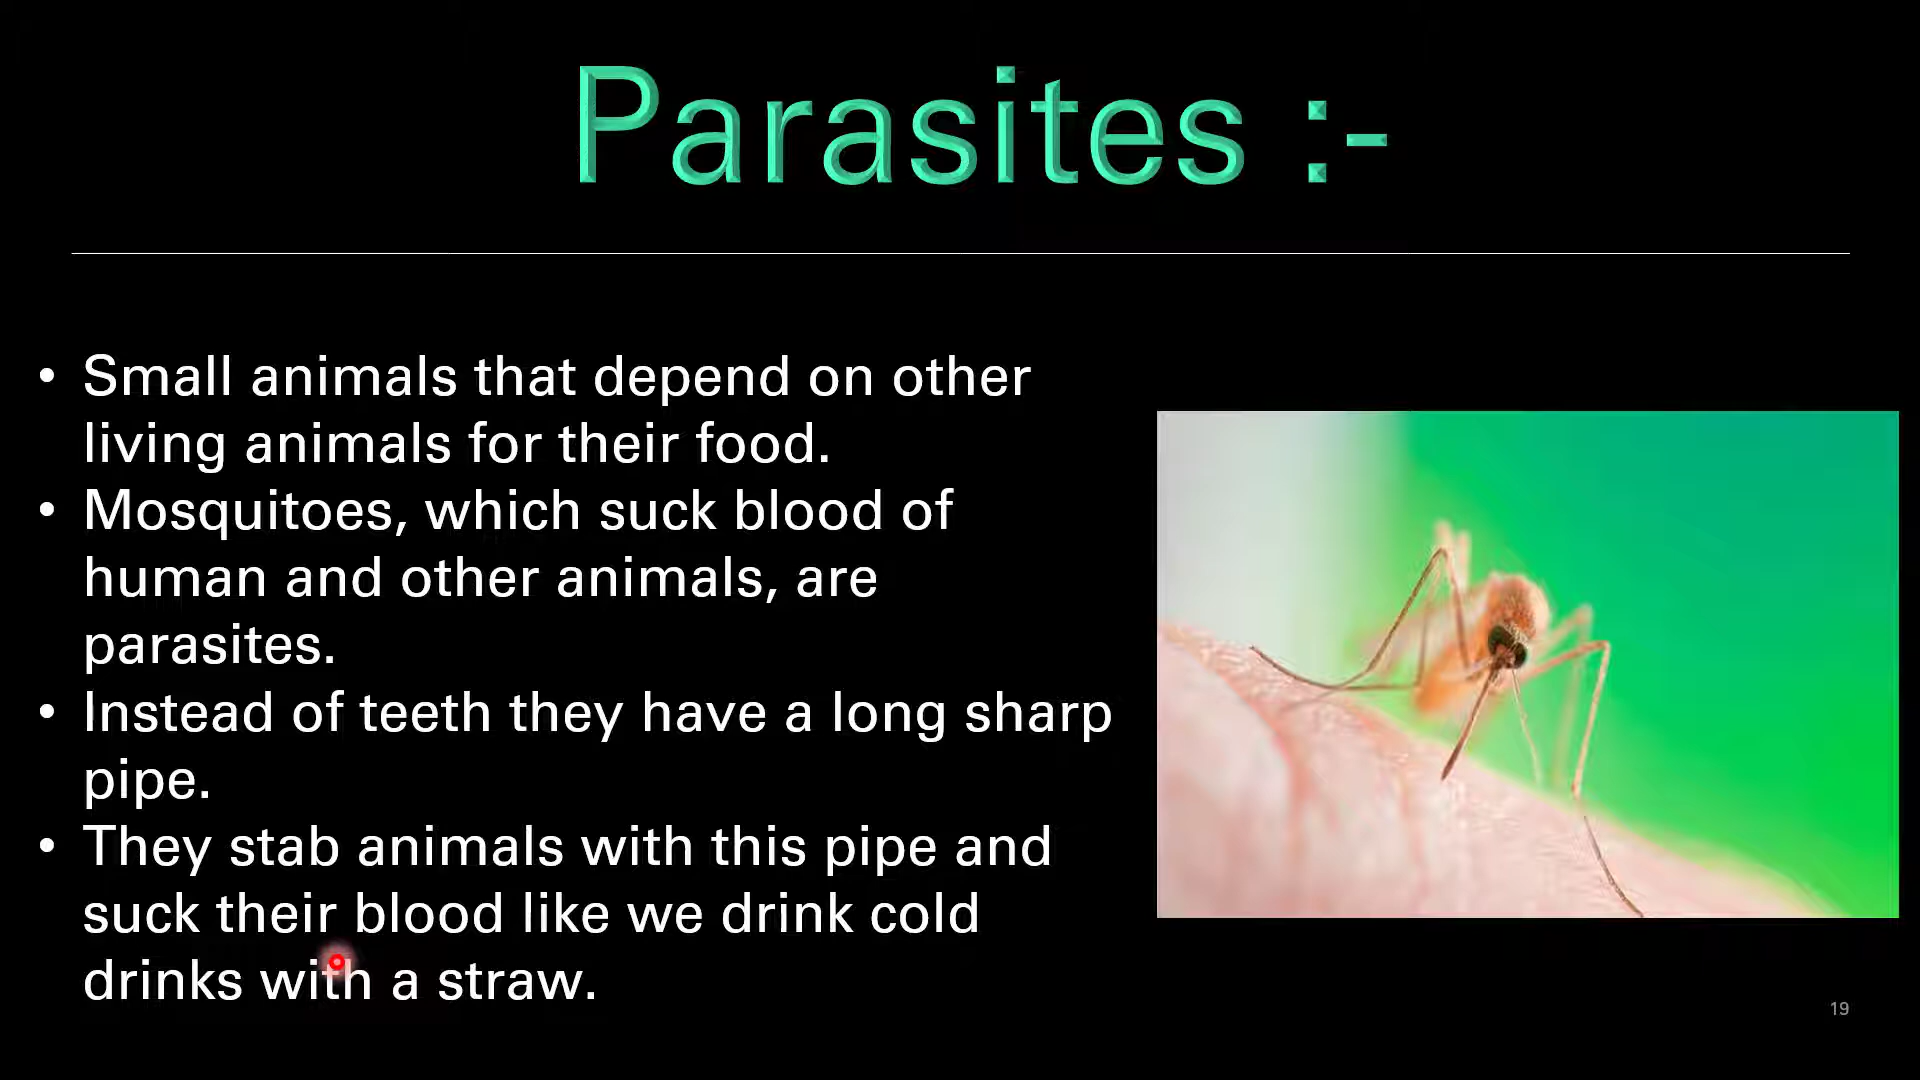 Parasites :-
• Small animals that depend on other
living animals for their food.
• Mosquitoes, which suck blood of
human and other animals, are
parasites.
• Instead of teeth they have a long sharp
pipe.
• They stab animals with this pipe and
suck their blood like we drink cold
drinks with a straw.
19